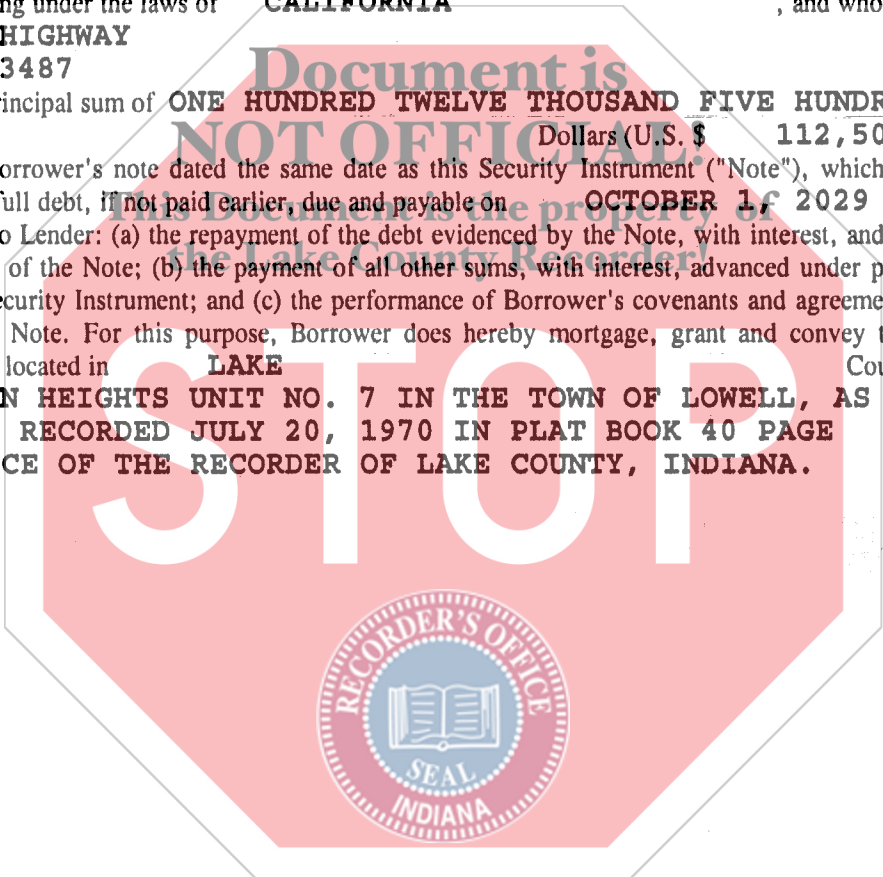 ng under the laws of CALIFORNIA , and who
HIGHWAY
3487
rincipal sum of ONE HUNDRED TWELVE THOUSAND FIVE HUNDR
Dollars (U.S. $ 112,50
orrower's note dated the same date as this Security Instrument ("Note"), which
full debt, if not paid earlier, due and payable on OCTOBER 1, 2029
o Lender: (a) the repayment of the debt evidenced by the Note, with interest, and
of the Note; (b) the payment of all other sums, with interest, advanced under p
ecurity Instrument; and (c) the performance of Borrower's covenants and agreeme
Note. For this purpose, Borrower does hereby mortgage, grant and convey t
located in LAKE Cou
N HEIGHTS UNIT NO. 7 IN THE TOWN OF LOWELL, AS
RECORDED JULY 20, 1970 IN PLAT BOOK 40 PAGE
CE OF THE RECORDER OF LAKE COUNTY, INDIANA.
Document is
NOT OFFICIAL!
This Document is the property of
the Lake County Recorder!
STOP
RECORDER'S OFFICE
SEAL
INDIANA